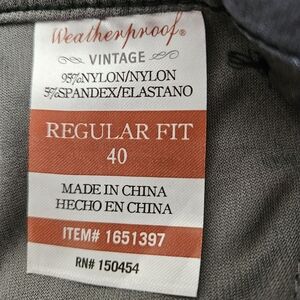 Weatherproof®
VINTAGE
95%NYLON/NYLON
5%SPANDEX/ELASTANO
REGULAR FIT
40
MADE IN CHINA
HECHO EN CHINA
ITEM# 1651397
RN# 150454